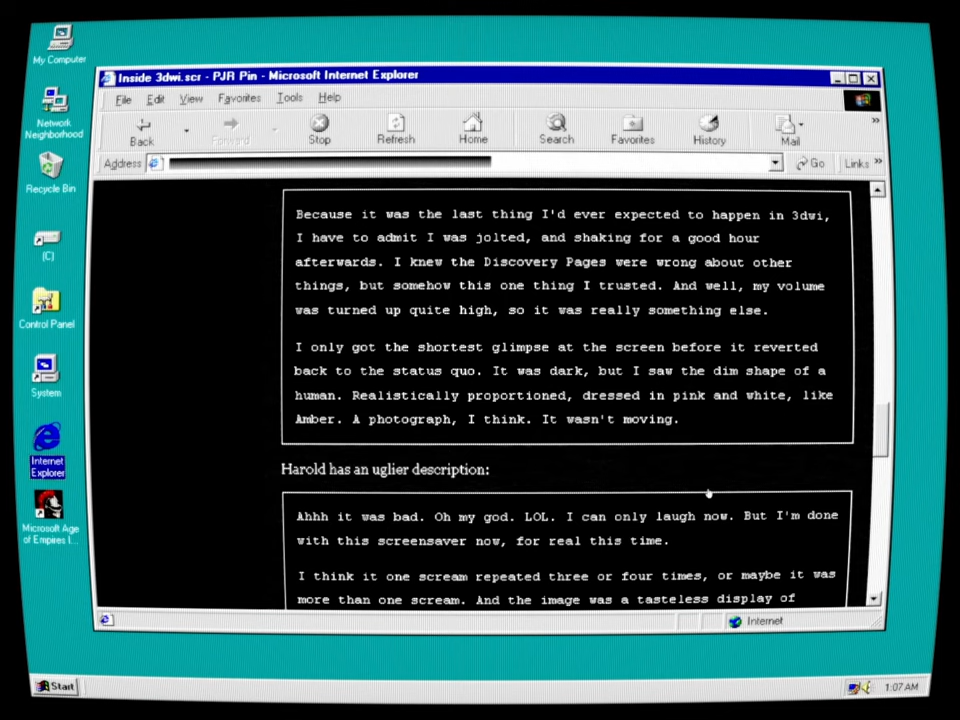 My Computer
Network
Neighborhood
Recycle Bin
(C)
Control Panel
System
Internet
Explorer
Microsoft Age
of Empires I...
Inside 3dwi.scr - PJR Pin - Microsoft Internet Explorer
File Edit View Favorites Tools Help
Back Forward Stop Refresh Home Search Favorites History Mail »
Address Go Links »
Because it was the last thing I'd ever expected to happen in 3dwi,
I have to admit I was jolted, and shaking for a good hour
afterwards. I knew the Discovery Pages were wrong about other
things, but somehow this one thing I trusted. And well, my volume
was turned up quite high, so it was really something else.
I only got the shortest glimpse at the screen before it reverted
back to the status quo. It was dark, but I saw the dim shape of a
human. Realistically proportioned, dressed in pink and white, like
Amber. A photograph, I think. It wasn't moving.
Harold has an uglier description:
Ahhh it was bad. Oh my god. LOL. I can only laugh now. But I'm done
with this screensaver now, for real this time.
I think it one scream repeated three or four times, or maybe it was
more than one scream. And the image was a tasteless display of
Internet
Start
1:07 AM